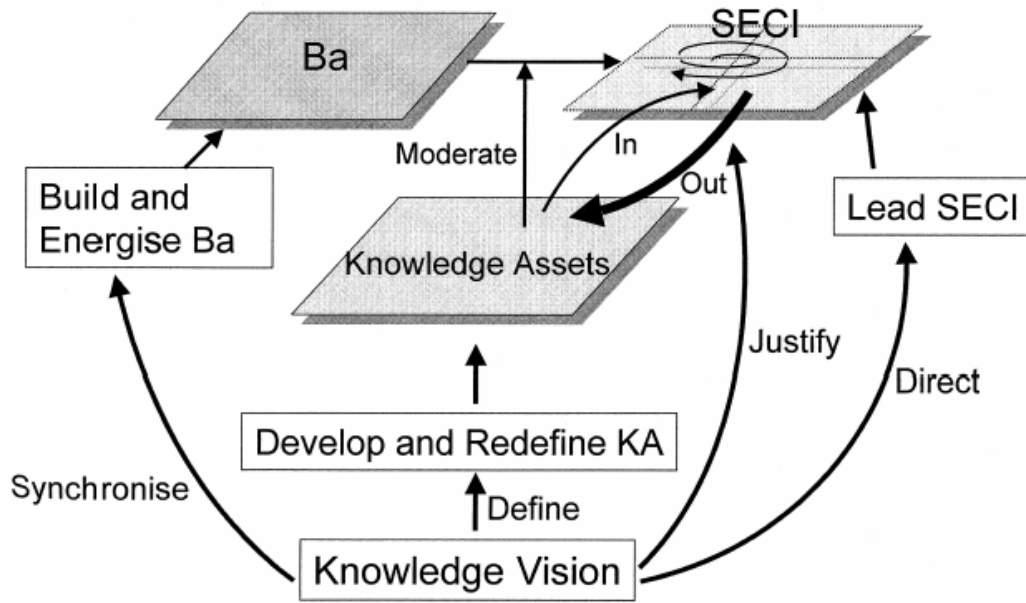 SECI
Ba
Moderate
In
Out
Build and
Energise Ba
Lead SECI
Knowledge Assets
Justify
Direct
Develop and Redefine KA
Synchronise
Define
Knowledge Vision